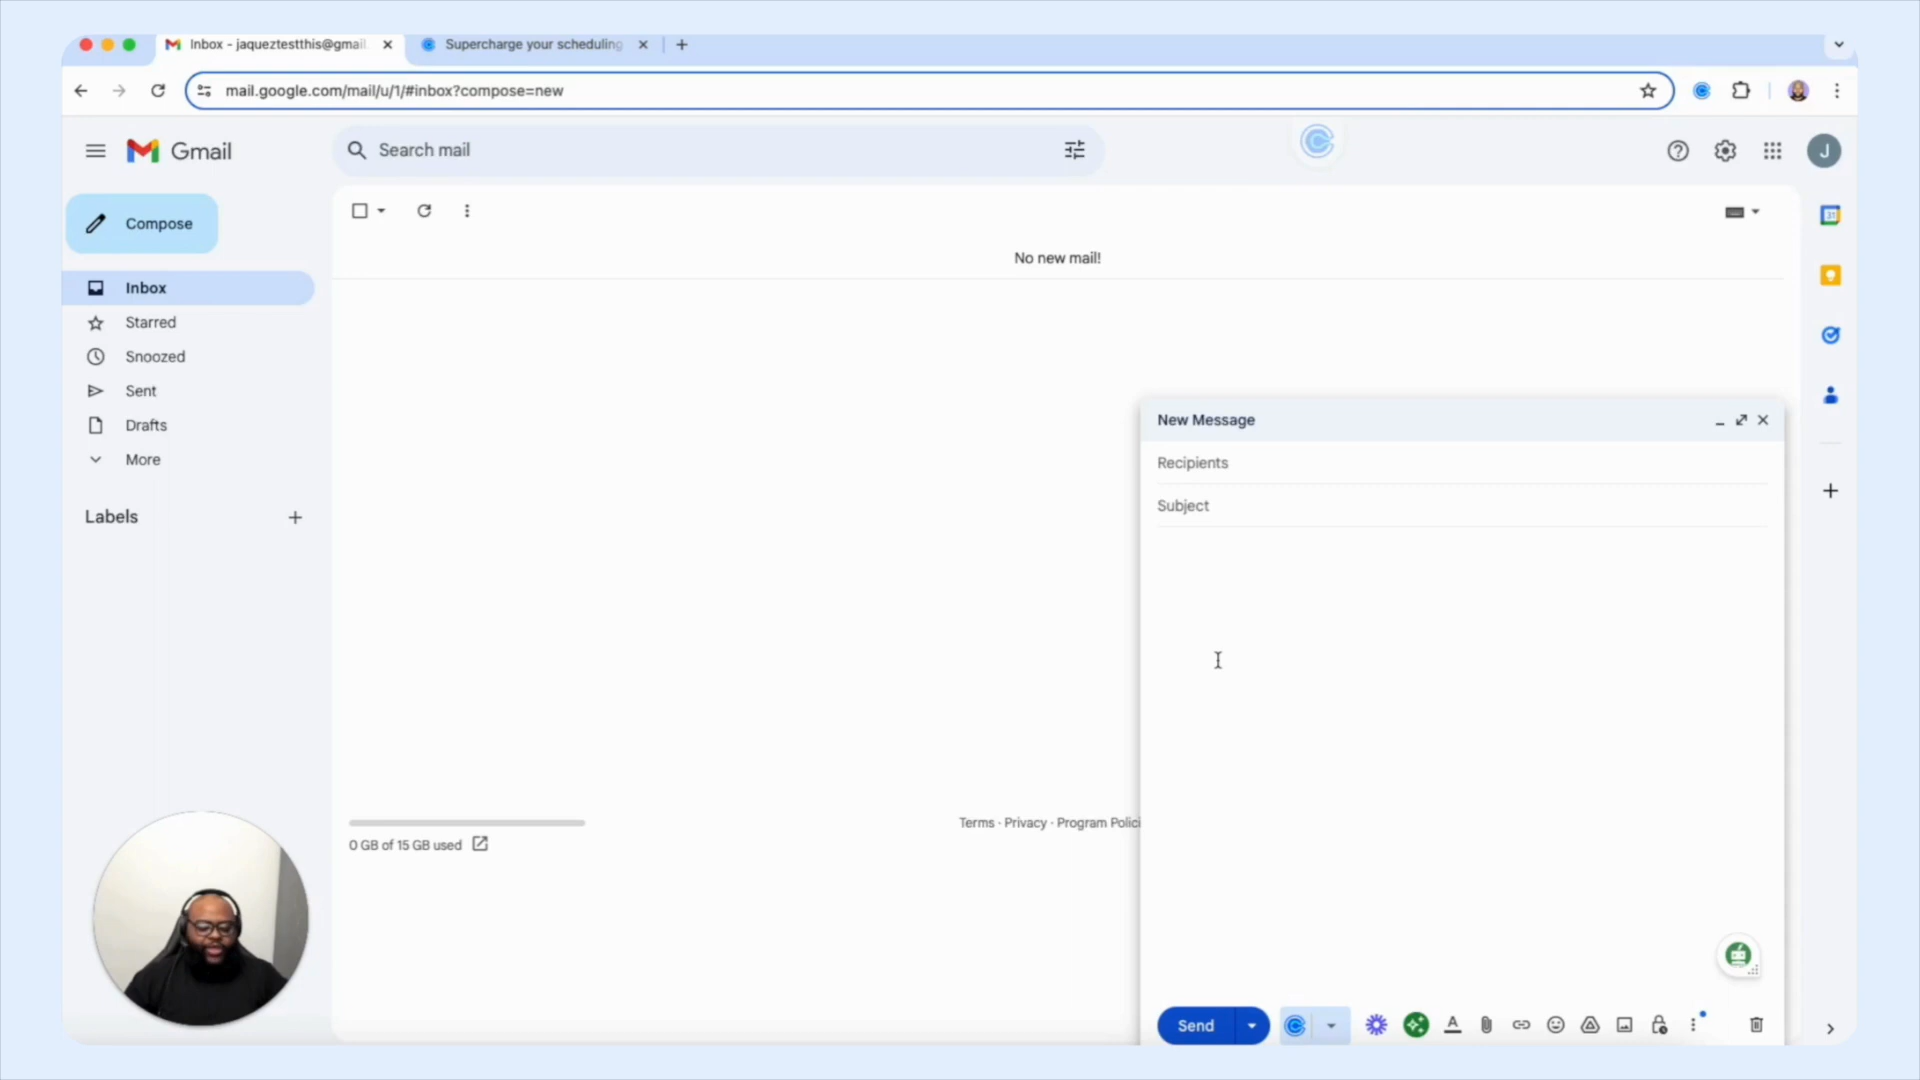 Inbox - jaqueztestthis@gmail.
Supercharge your scheduling
mail.google.com/mail/u/1/#inbox?compose=new
Gmail
Search mail
J
Compose
31
No new mail!
Inbox
Starred
Snoozed
Sent
Drafts
More
Labels
New Message
Recipients
Subject
Terms · Privacy · Program Polici
0 GB of 15 GB used
Send